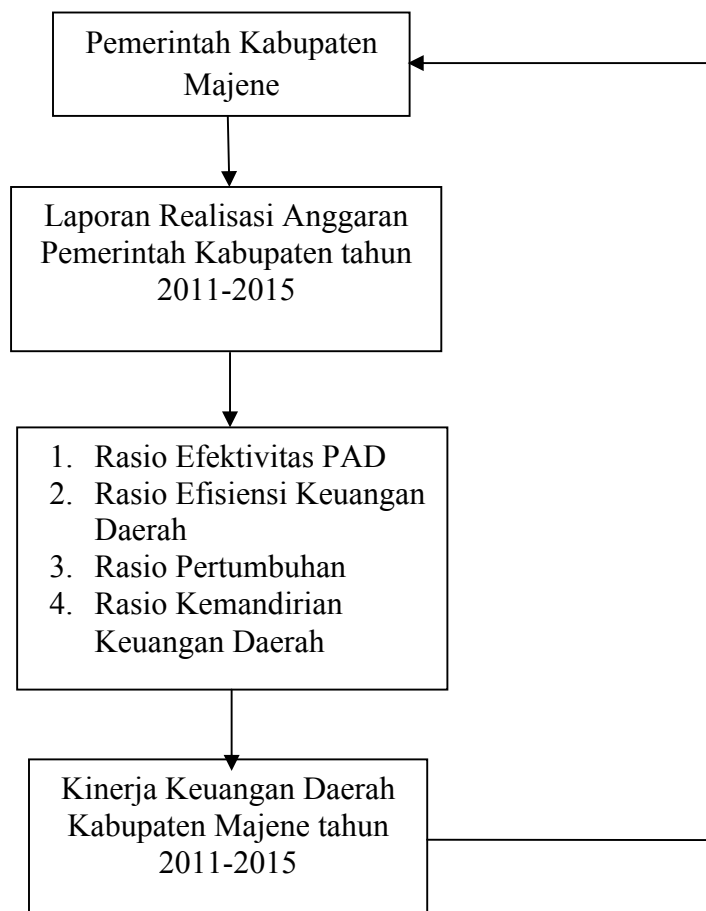 Pemerintah Kabupaten
Majene
Laporan Realisasi Anggaran
Pemerintah Kabupaten tahun
2011-2015
1. Rasio Efektivitas PAD
2. Rasio Efisiensi Keuangan
Daerah
3. Rasio Pertumbuhan
4. Rasio Kemandirian
Keuangan Daerah
Kinerja Keuangan Daerah
Kabupaten Majene tahun
2011-2015